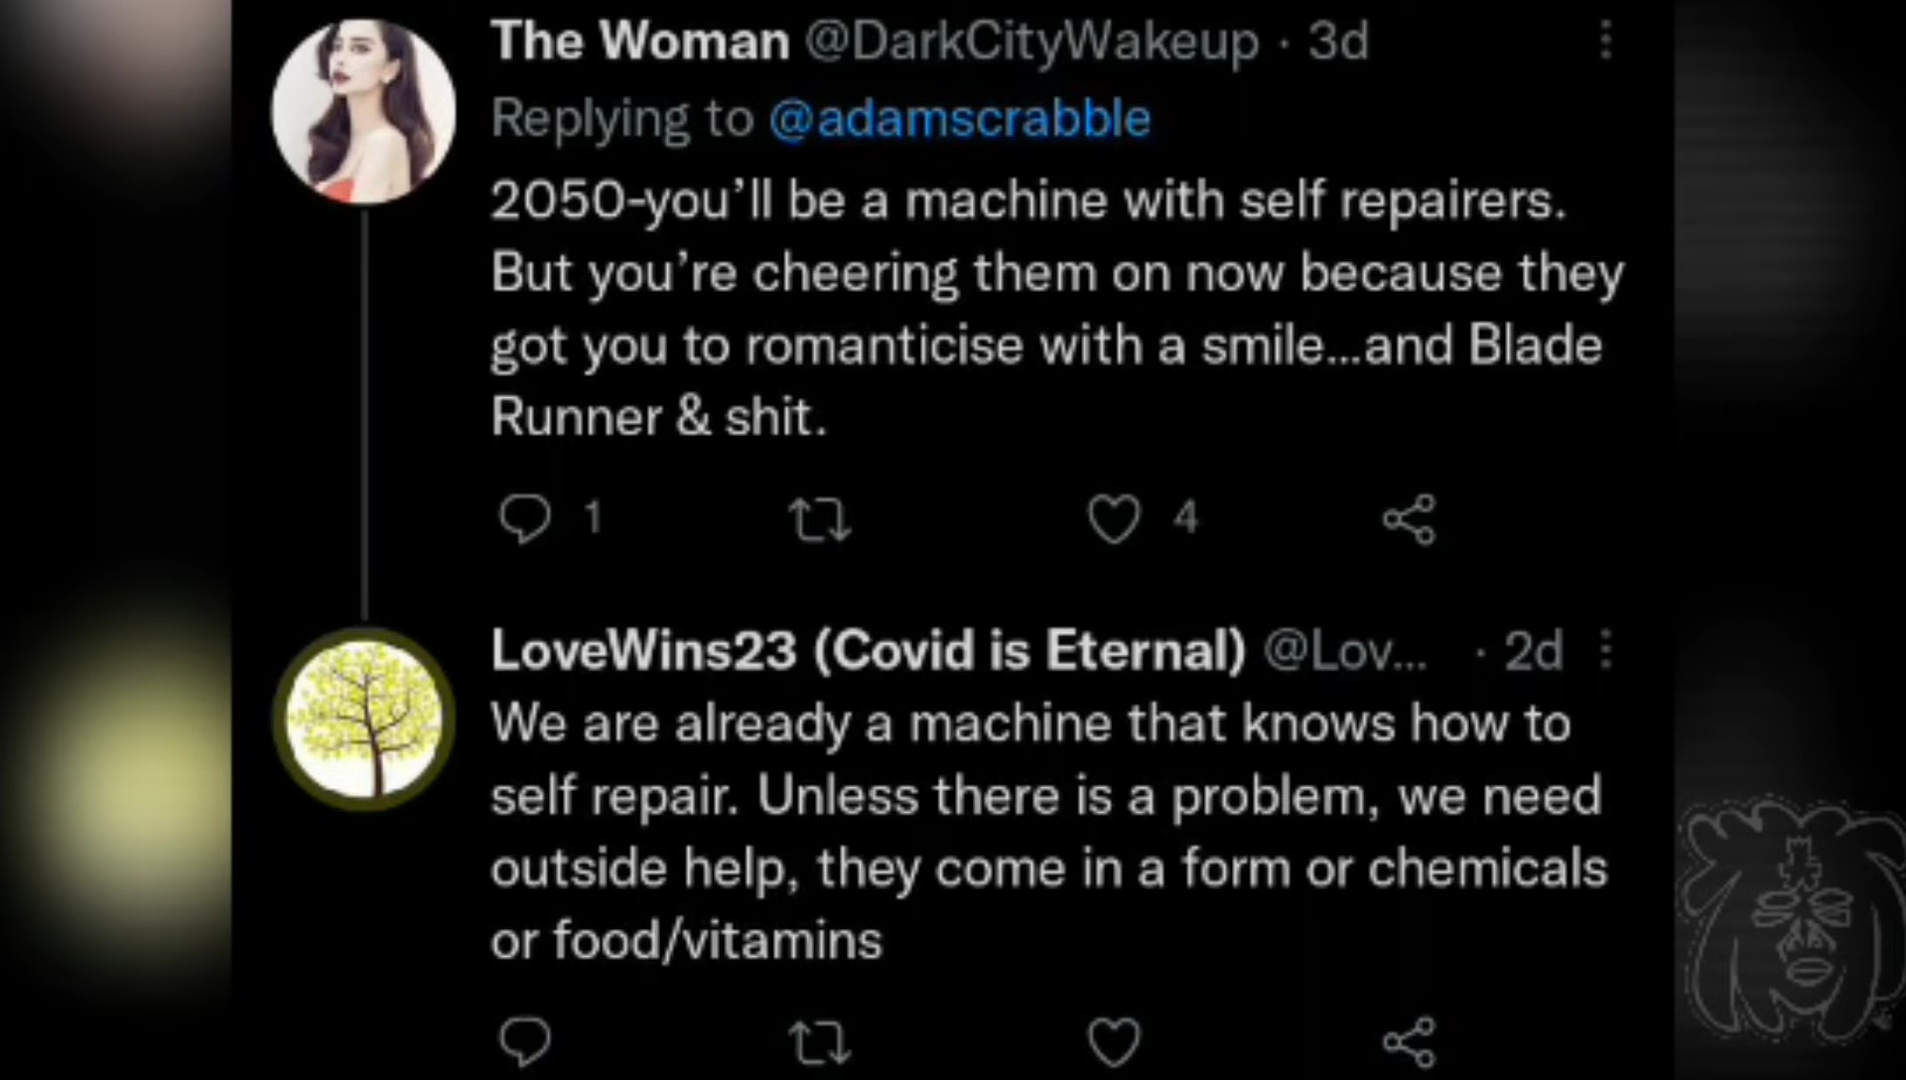 The Woman @DarkCityWakeup · 3d
Replying to @adamscrabble
2050-you’ll be a machine with self repairers.
But you’re cheering them on now because they
got you to romanticise with a smile...and Blade
Runner & shit.
1 4
LoveWins23 (Covid is Eternal) @Lov... · 2d
We are already a machine that knows how to
self repair. Unless there is a problem, we need
outside help, they come in a form or chemicals
or food/vitamins